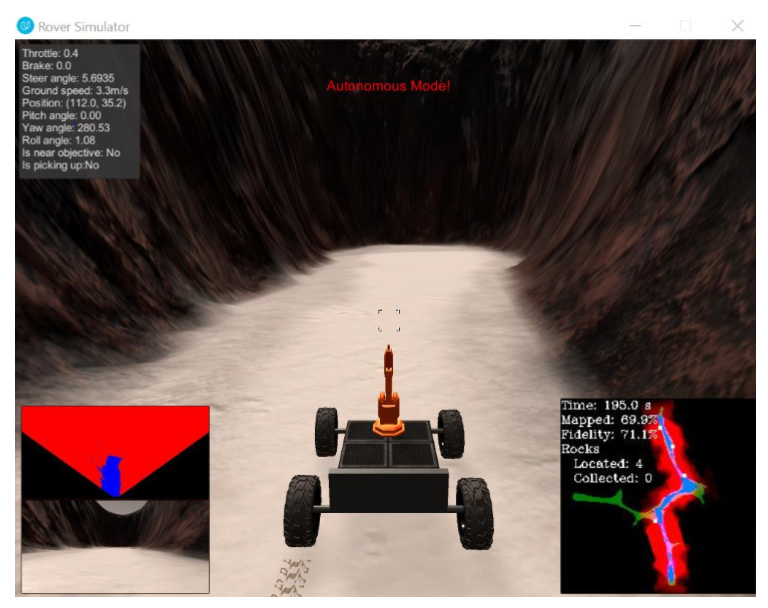 Rover Simulator
Throttle: 0.4
Brake: 0.0
Steer angle: 5.6935
Ground speed: 3.3m/s
Position: (112.0, 35.2)
Pitch angle: 0.00
Yaw angle: 280.53
Roll angle: 1.08
Is near objective: No
Is picking up:No
Autonomous Mode!
Time: 195.0 s
Mapped: 69.9%
Fidelity: 71.1%
Rocks
Located: 4
Collected: 0